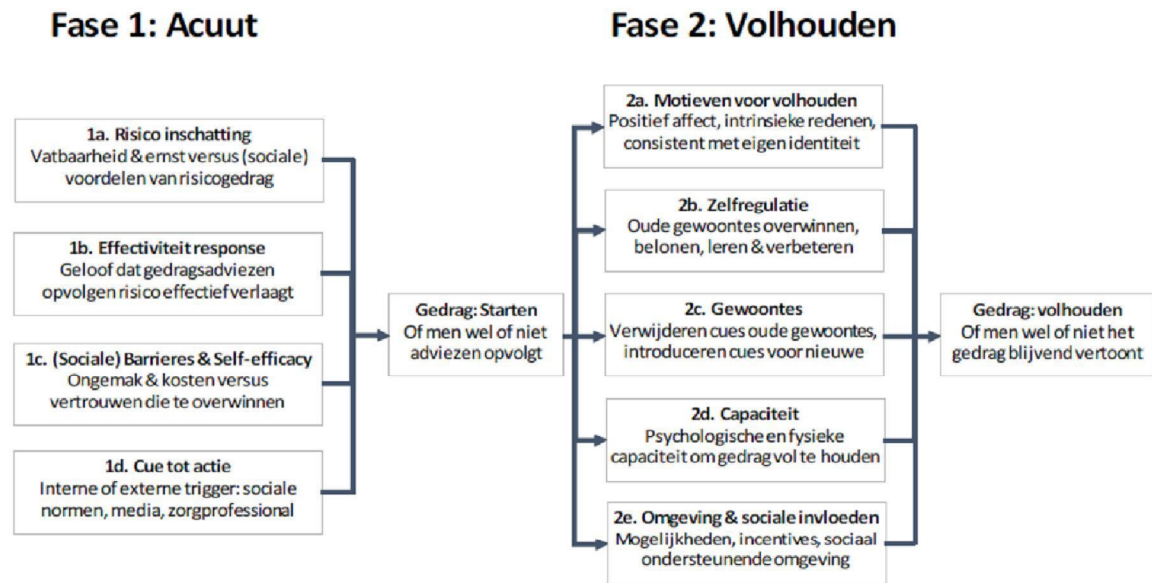 Fase 1: Acuut
1a. Risico inschatting
Vatbaarheid & ernst versus (sociale)
voordelen van risicogedrag
1b. Effectiviteit response
Geloof dat gedragsadviezen
opvolgen risico effectief verlaagt
1c. (Sociale) Barrieres & Self-efficacy
Ongemak & kosten versus
vertrouwen die te overwinnen
1d. Cue tot actie
Interne of externe trigger: sociale
normen, media, zorgprofessional
Gedrag: Starten
Of men wel of niet
adviezen opvolgt
Fase 2: Volhouden
2a. Motieven voor volhouden
Positief affect, intrinsieke redenen,
consistent met eigen identiteit
2b. Zelfregulatie
Oude gewoontes overwinnen,
belonen, leren & verbeteren
2c. Gewoontes
Verwijderen cues oude gewoontes,
introduceren cues voor nieuwe
2d. Capaciteit
Psychologische en fysieke
capaciteit om gedrag vol te houden
2e. Omgeving & sociale invloeden
Mogelijkheden, incentives, sociaal
ondersteunende omgeving
Gedrag: volhouden
Of men wel of niet het
gedrag blijvend vertoont